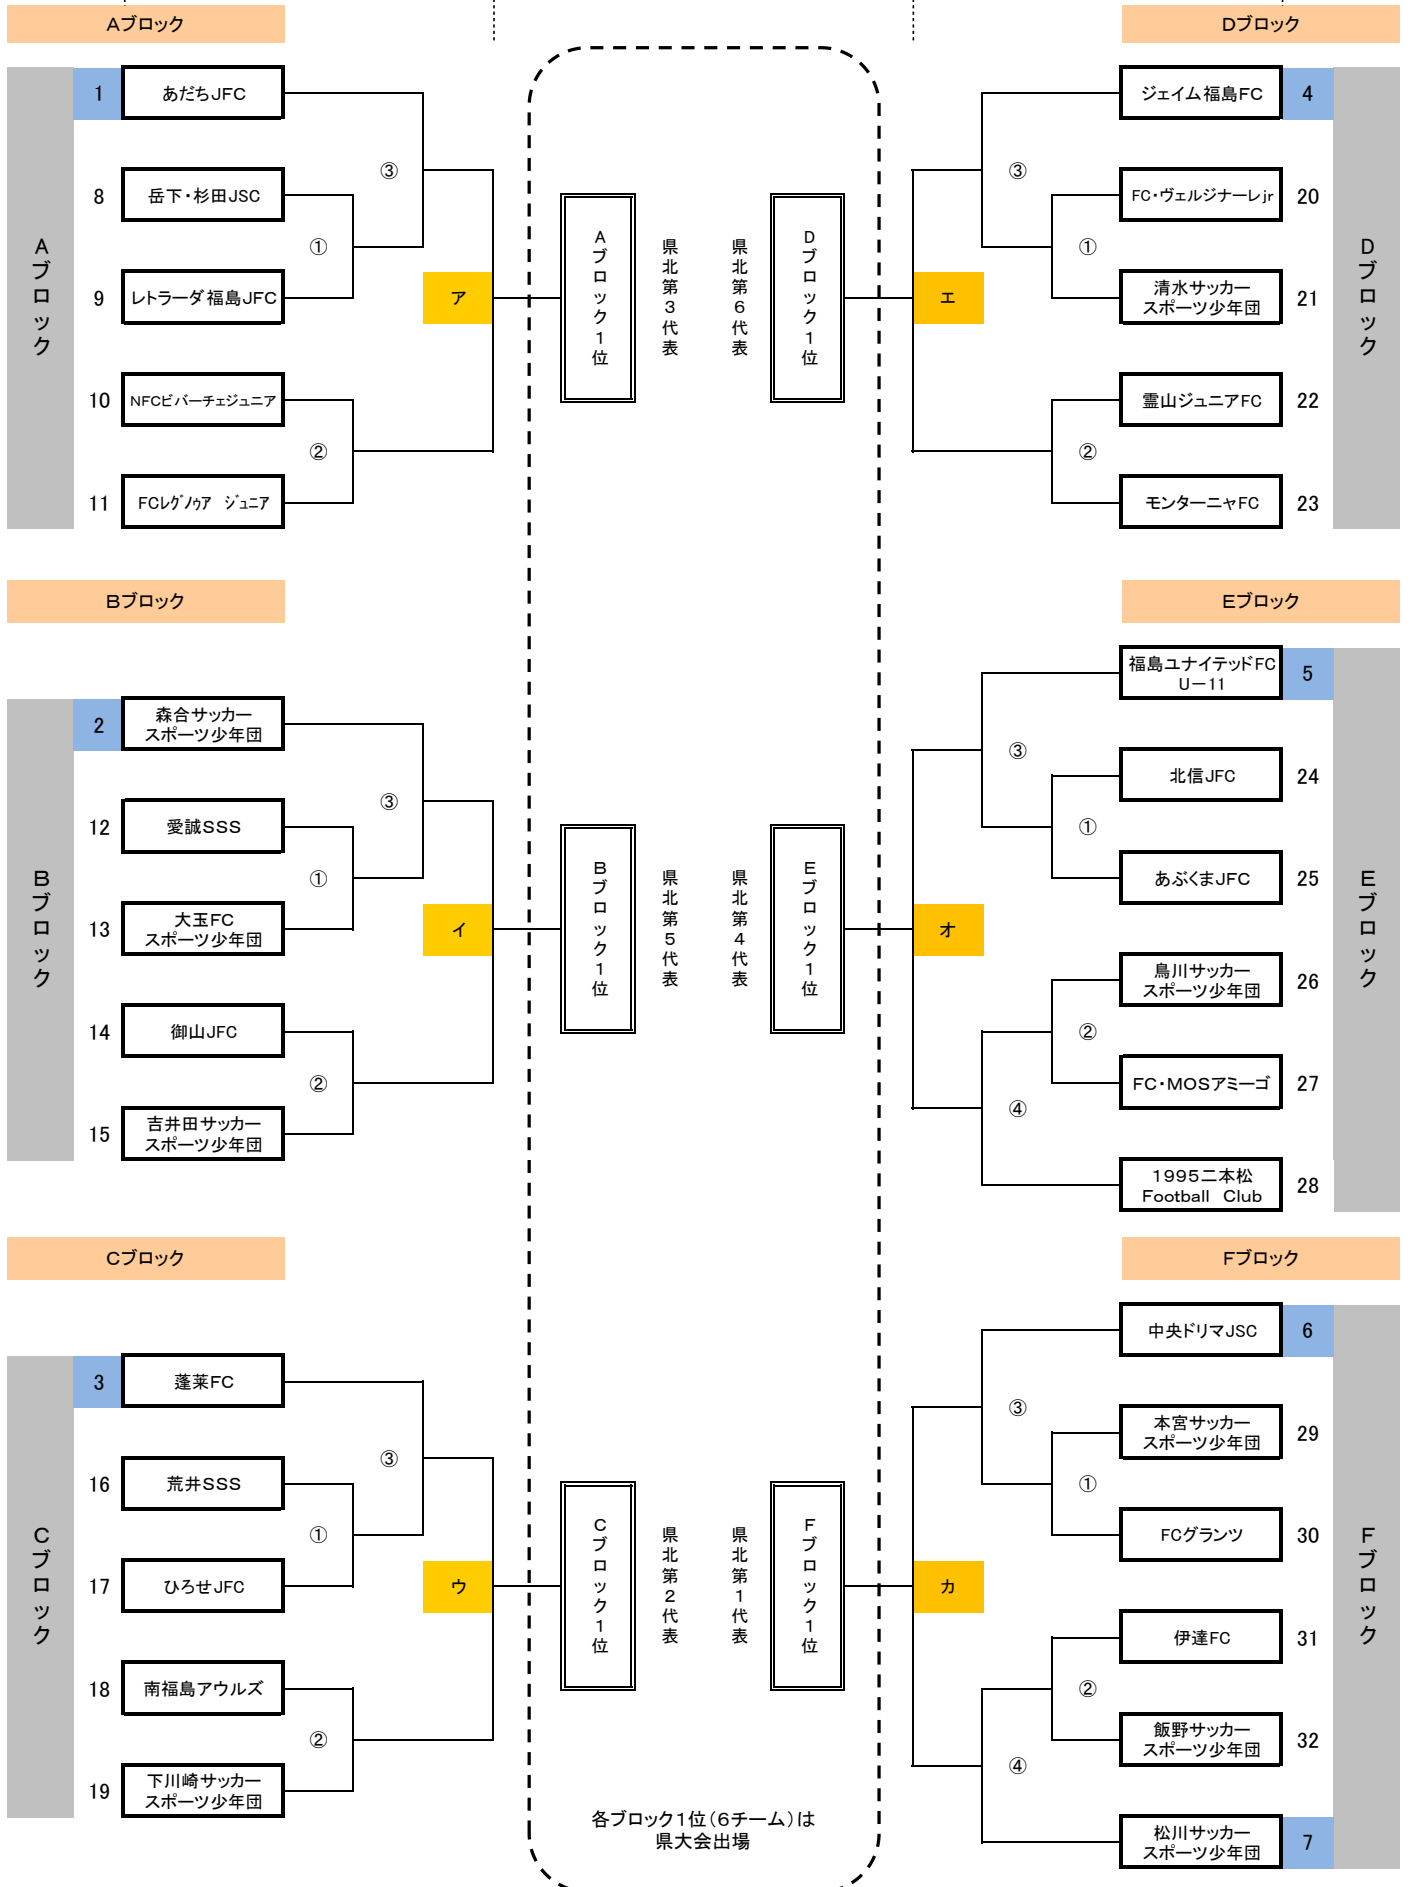 Aブロック
Aブロック
1
あだちJFC
8
岳下・杉田JSC
9
レトラーダ福島JFC
10
NFCビバーチェジュニア
11
FCレグノヴァ ジュニア
①
②
③
ア
Aブロック1位
県北第3代表
Dブロック
Dブロック
ジェイム福島FC
4
FC・ヴェルジナーレjr
20
清水サッカー
スポーツ少年団
21
霊山ジュニアFC
22
モンターニャFC
23
①
②
③
エ
Dブロック1位
県北第6代表
Bブロック
Bブロック
2
森合サッカー
スポーツ少年団
12
愛誠SSS
13
大玉FC
スポーツ少年団
14
御山JFC
15
吉井田サッカー
スポーツ少年団
①
②
③
イ
Bブロック1位
県北第5代表
Eブロック
Eブロック
福島ユナイテッドFC
U－11
5
北信JFC
24
あぶくまJFC
25
鳥川サッカー
スポーツ少年団
26
FC・MOSアミーゴ
27
1995二本松
Football Club
28
①
②
③
④
オ
Eブロック1位
県北第4代表
Cブロック
Cブロック
3
蓬莱FC
16
荒井SSS
17
ひろせJFC
18
南福島アウルズ
19
下川崎サッカー
スポーツ少年団
①
②
③
ウ
Cブロック1位
県北第2代表
Fブロック
Fブロック
中央ドリマJSC
6
本宮サッカー
スポーツ少年団
29
FCグランツ
30
伊達FC
31
飯野サッカー
スポーツ少年団
32
松川サッカー
スポーツ少年団
7
①
②
③
④
カ
Fブロック1位
県北第1代表
各ブロック1位(6チーム)は
県大会出場